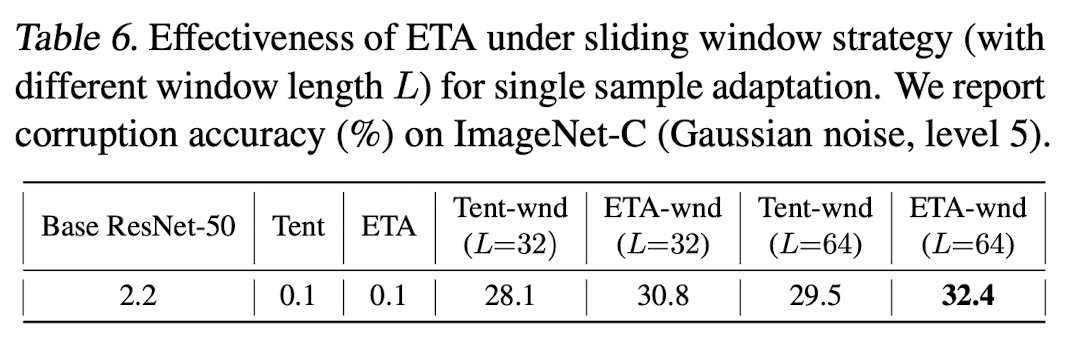 Table 6. Effectiveness of ETA under sliding window strategy (with
different window length L) for single sample adaptation. We report
corruption accuracy (%) on ImageNet-C (Gaussian noise, level 5).
Base ResNet-50 Tent ETA Tent-wnd (L=32) ETA-wnd (L=32) Tent-wnd (L=64) ETA-wnd (L=64)
2.2 0.1 0.1 28.1 30.8 29.5 32.4